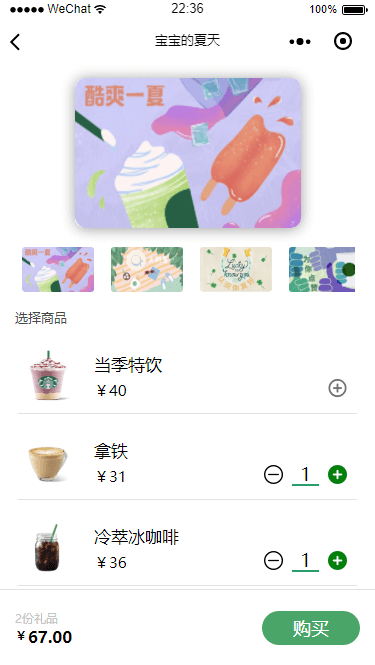 WeChat
22:36
100%
宝宝的夏天
酷爽一夏
酷爽一夏
Lucky
选择商品
当季特饮
￥40
拿铁
￥31
1
冷萃冰咖啡
￥36
1
2份礼品
￥67.00
购买